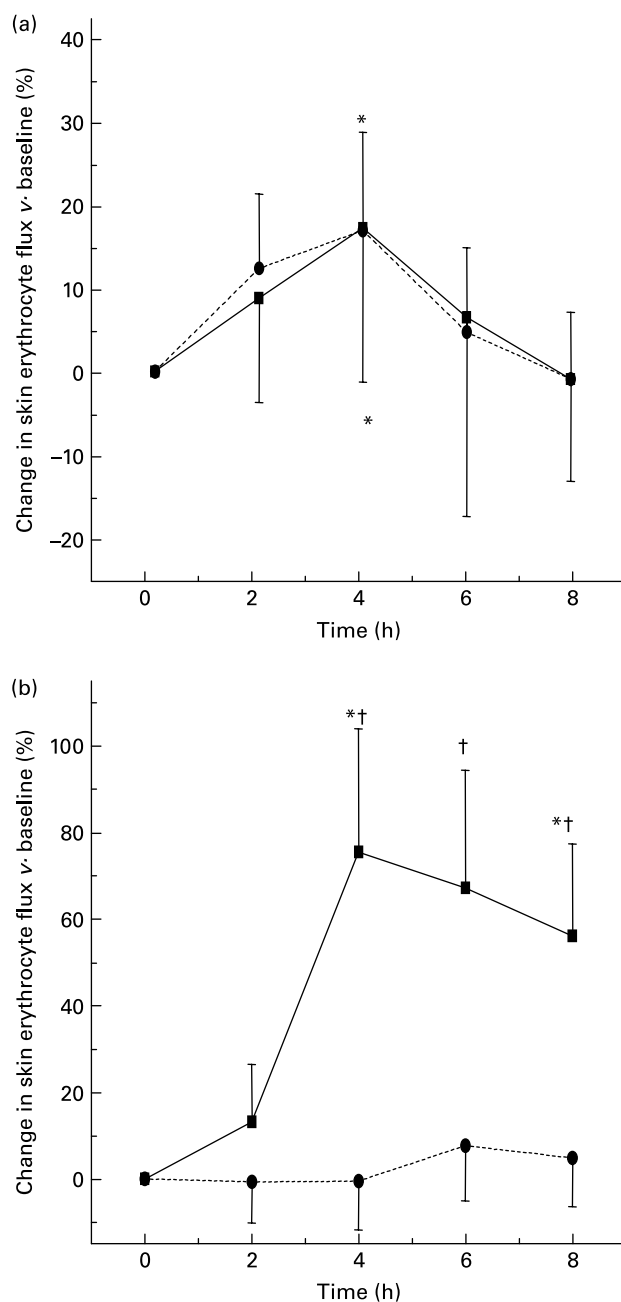 (a)
Change in skin erythrocyte flux v· baseline (%)
40
30
20
10
0
–10
–20
*
*
0 2 4 6 8
Time (h)
(b)
Change in skin erythrocyte flux v· baseline (%)
100
80
60
40
20
0
*†
†
*†
0 2 4 6 8
Time (h)